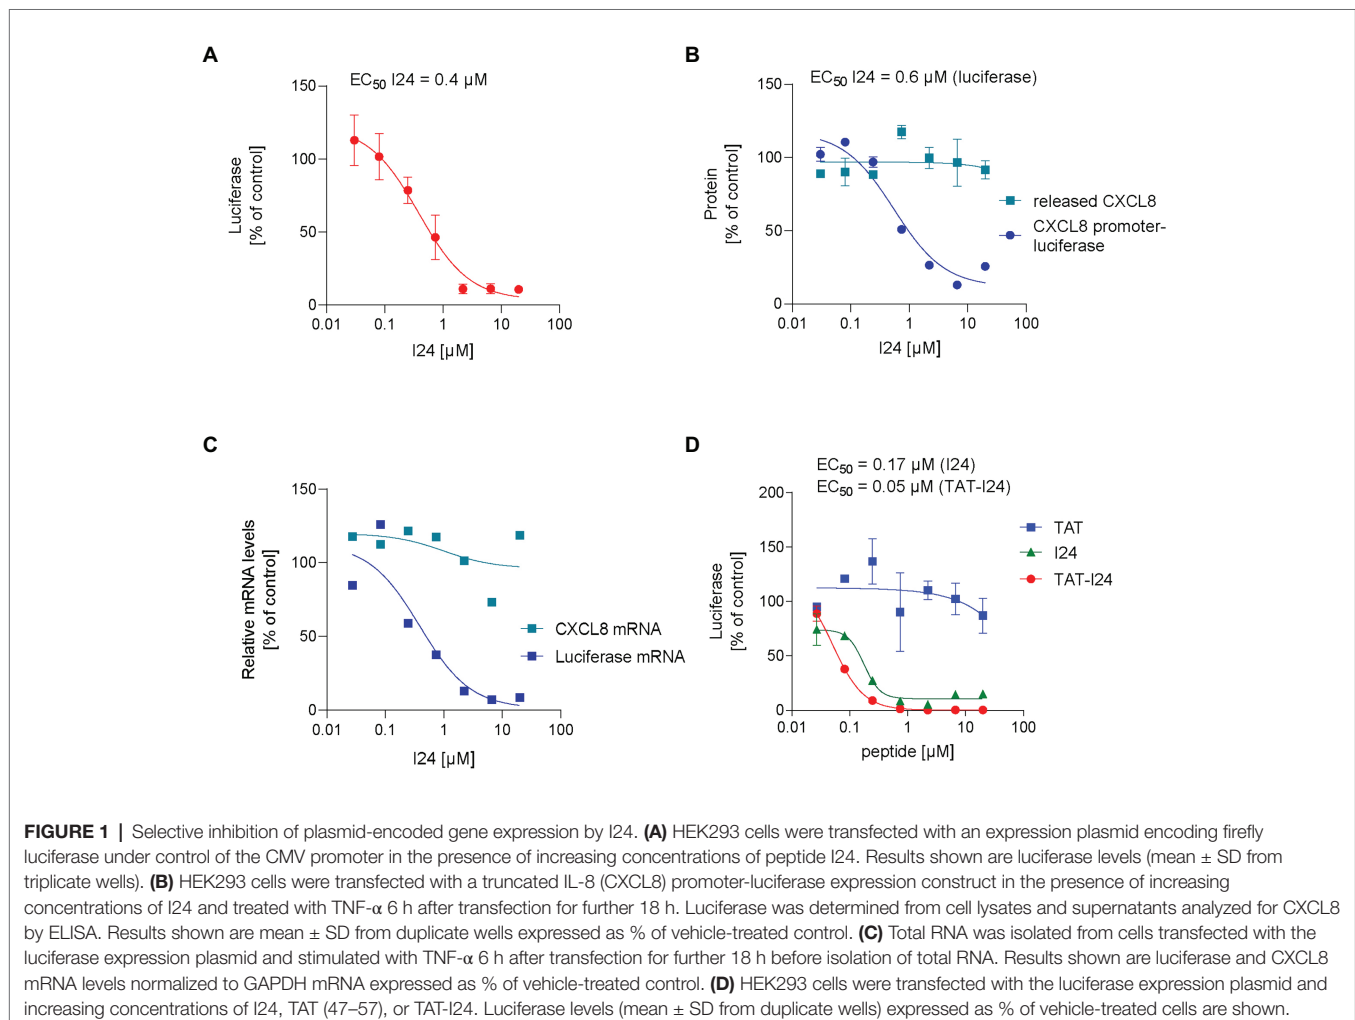 A
EC50 I24 = 0.4 µM
150
100
50
0
Luciferase
[% of control]
0.01 0.1 1 10 100
I24 [µM]
B
EC50 I24 = 0.6 µM (luciferase)
150
100
50
0
Protein
[% of control]
released CXCL8
CXCL8 promoter-
luciferase
0.01 0.1 1 10 100
I24 [µM]
C
150
100
50
0
Relative mRNA levels
[% of control]
CXCL8 mRNA
Luciferase mRNA
0.01 0.1 1 10 100
I24 [µM]
D
EC50 = 0.17 µM (I24)
EC50 = 0.05 µM (TAT-I24)
200
150
100
50
0
Luciferase
[% of control]
TAT
I24
TAT-I24
0.01 0.1 1 10 100
peptide [µM]
FIGURE 1 | Selective inhibition of plasmid-encoded gene expression by I24. (A) HEK293 cells were transfected with an expression plasmid encoding firefly
luciferase under control of the CMV promoter in the presence of increasing concentrations of peptide I24. Results shown are luciferase levels (mean ± SD from
triplicate wells). (B) HEK293 cells were transfected with a truncated IL-8 (CXCL8) promoter-luciferase expression construct in the presence of increasing
concentrations of I24 and treated with TNF-α 6 h after transfection for further 18 h. Luciferase was determined from cell lysates and supernatants analyzed for CXCL8
by ELISA. Results shown are mean ± SD from duplicate wells expressed as % of vehicle-treated control. (C) Total RNA was isolated from cells transfected with the
luciferase expression plasmid and stimulated with TNF-α 6 h after transfection for further 18 h before isolation of total RNA. Results shown are luciferase and CXCL8
mRNA levels normalized to GAPDH mRNA expressed as % of vehicle-treated control. (D) HEK293 cells were transfected with the luciferase expression plasmid and
increasing concentrations of I24, TAT (47–57), or TAT-I24. Luciferase levels (mean ± SD from duplicate wells) expressed as % of vehicle-treated cells are shown.